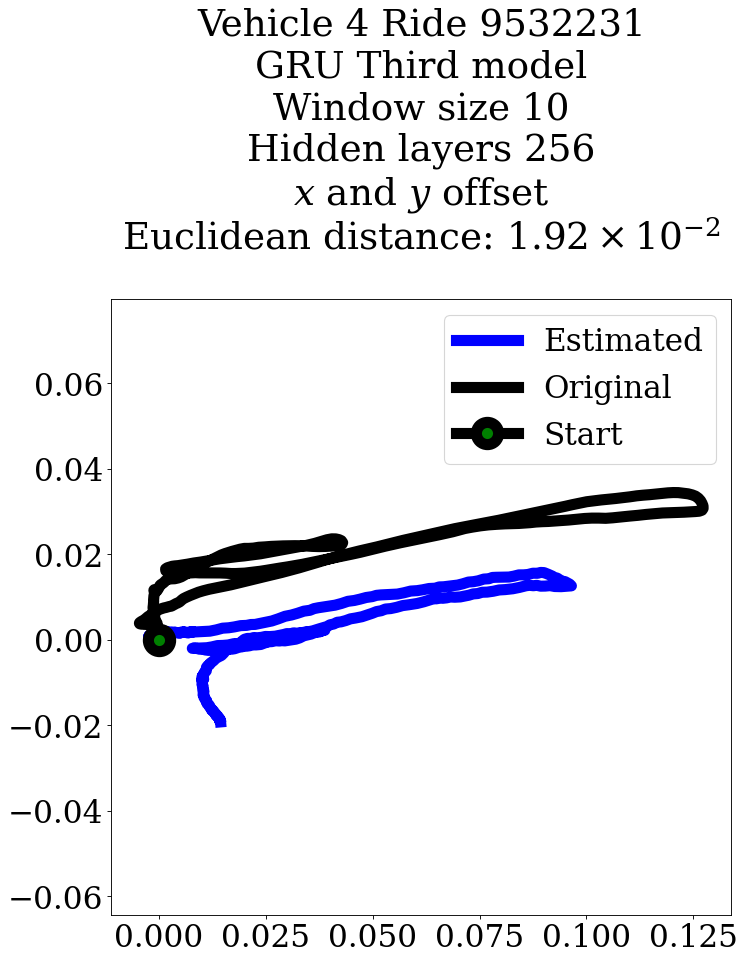 Vehicle 4 Ride 9532231
GRU Third model
Window size 10
Hidden layers 256
x and y offset
Euclidean distance: 1.92 × 10⁻²
Estimated
Original
Start
0.06
0.04
0.02
0.00
−0.02
−0.04
−0.06
0.000 0.025 0.050 0.075 0.100 0.125